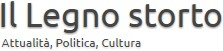 Il Legno storto
Attualità, Politica, Cultura